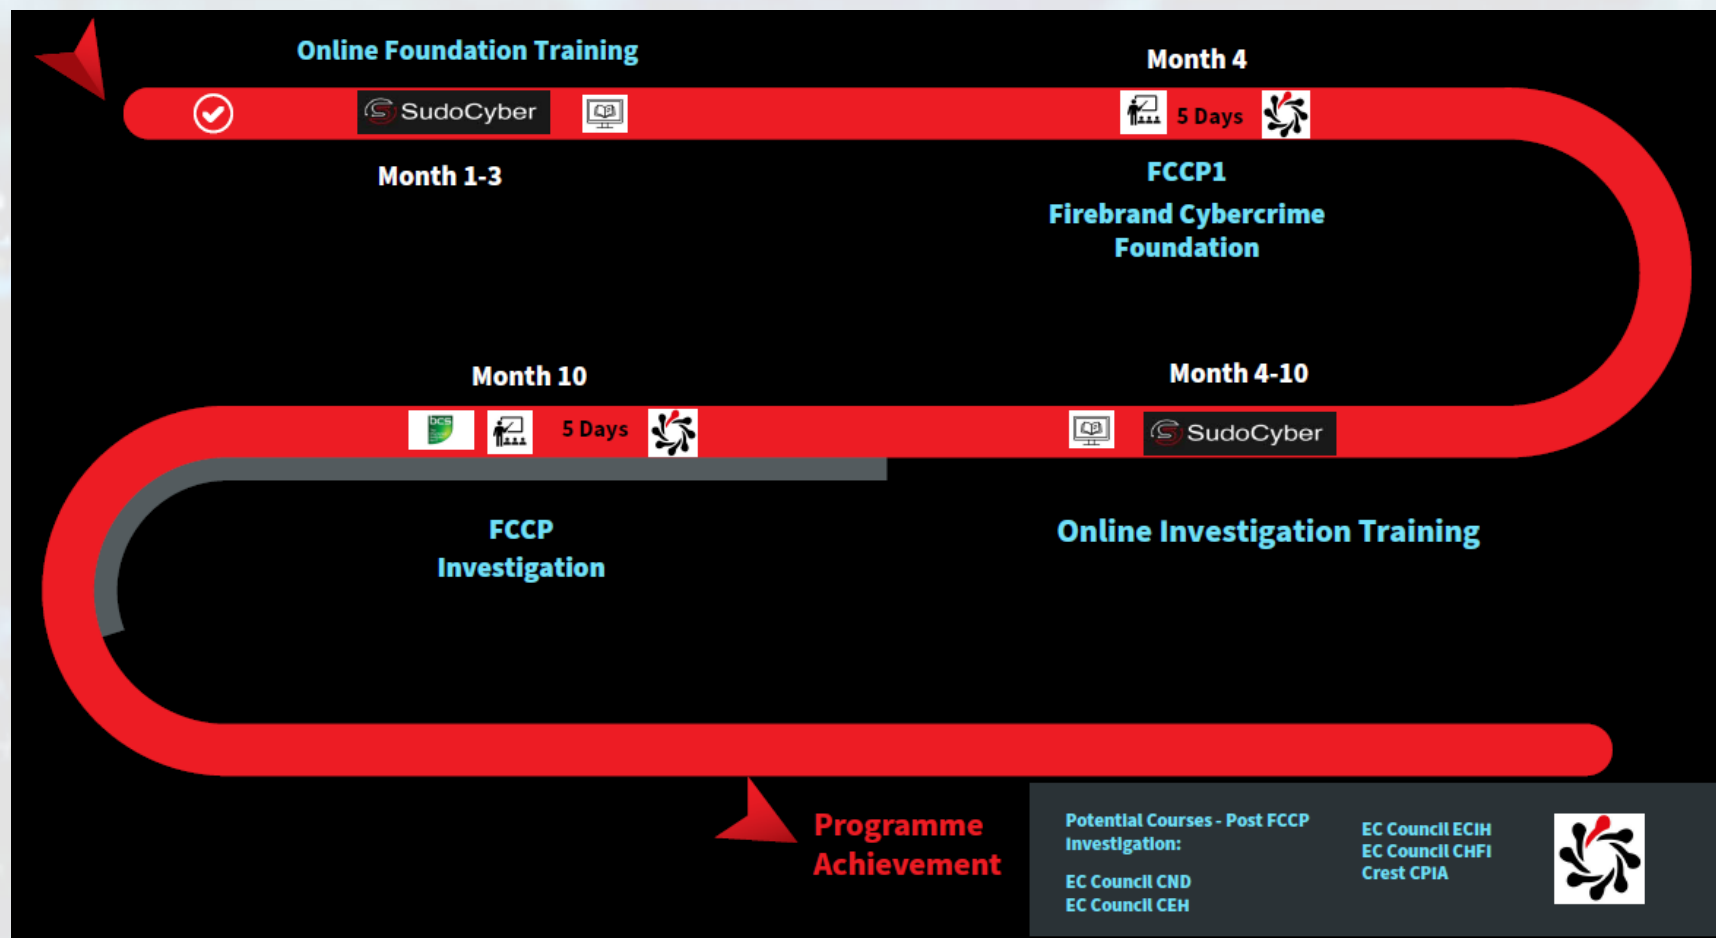 Online Foundation Training
SudoCyber
Month 1-3
Month 4
5 Days
FCCP1
Firebrand Cybercrime
Foundation
Month 4-10
SudoCyber
Online Investigation Training
Month 10
bcs
5 Days
FCCP
Investigation
Programme
Achievement
Potential Courses - Post FCCP
Investigation:
EC Council CND
EC Council CEH
EC Council ECIH
EC Council CHFI
Crest CPIA